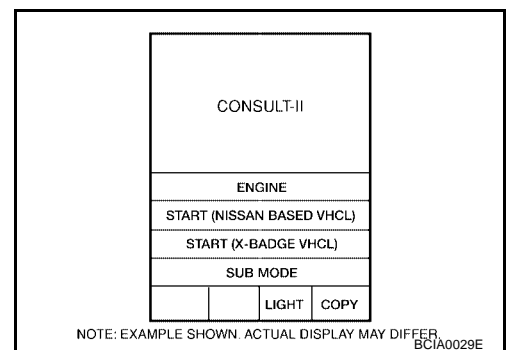 CONSULT-II
ENGINE
START (NISSAN BASED VHCL)
START (X-BADGE VHCL)
SUB MODE
LIGHT COPY
NOTE: EXAMPLE SHOWN. ACTUAL DISPLAY MAY DIFFER.
BCIA0029E